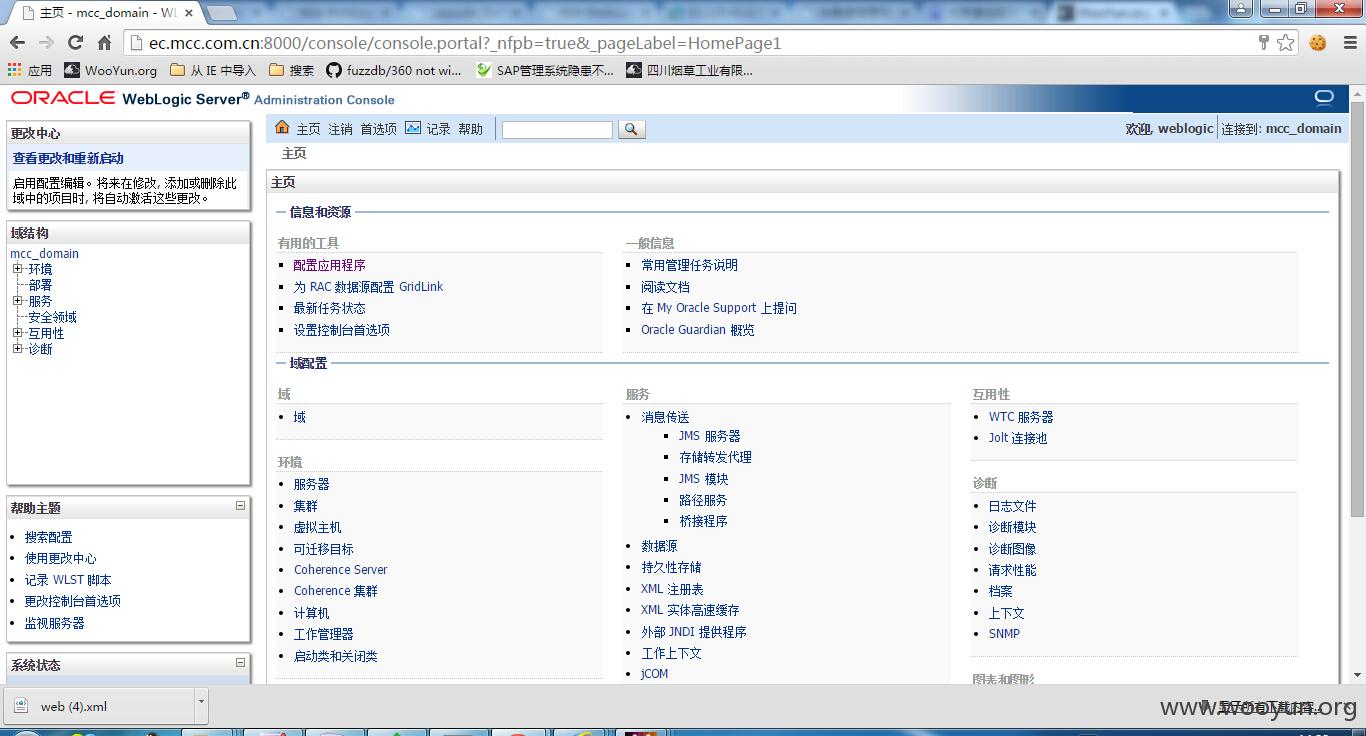 主页 - mcc_domain - WL
ec.mcc.com.cn:8000/console/console.portal?_nfpb=true&_pageLabel=HomePage1
应用 WooYun.org 从 IE 中导入 搜索 fuzzdb/360 not wi... SAP管理系统隐患不... 四川烟草工业有限...
ORACLE WebLogic Server® Administration Console
更改中心
查看更改和重新启动
启用配置编辑。将来在修改, 添加或删除此
域中的项目时, 将自动激活这些更改。
域结构
mcc_domain
环境
部署
服务
安全领域
互用性
诊断
帮助主题
搜索配置
使用更改中心
记录 WLST 脚本
更改控制台首选项
监视服务器
系统状态
主页 注销 首选项 记录 帮助
欢迎, weblogic 连接到: mcc_domain
主页
主页
信息和资源
有用的工具
配置应用程序
为 RAC 数据源配置 GridLink
最新任务状态
设置控制台首选项
一般信息
常用管理任务说明
阅读文档
在 My Oracle Support 上提问
Oracle Guardian 概览
域配置
域
域
环境
服务器
集群
虚拟主机
可迁移目标
Coherence Server
Coherence 集群
计算机
工作管理器
启动类和关闭类
服务
消息传送
JMS 服务器
存储转发代理
JMS 模块
路径服务
桥接程序
数据源
持久性存储
XML 注册表
XML 实体高速缓存
外部 JNDI 提供程序
工作上下文
jCOM
互用性
WTC 服务器
Jolt 连接池
诊断
日志文件
诊断模块
诊断图像
请求性能
档案
上下文
SNMP
图表和图形
web (4).xml
www.wooyun.org